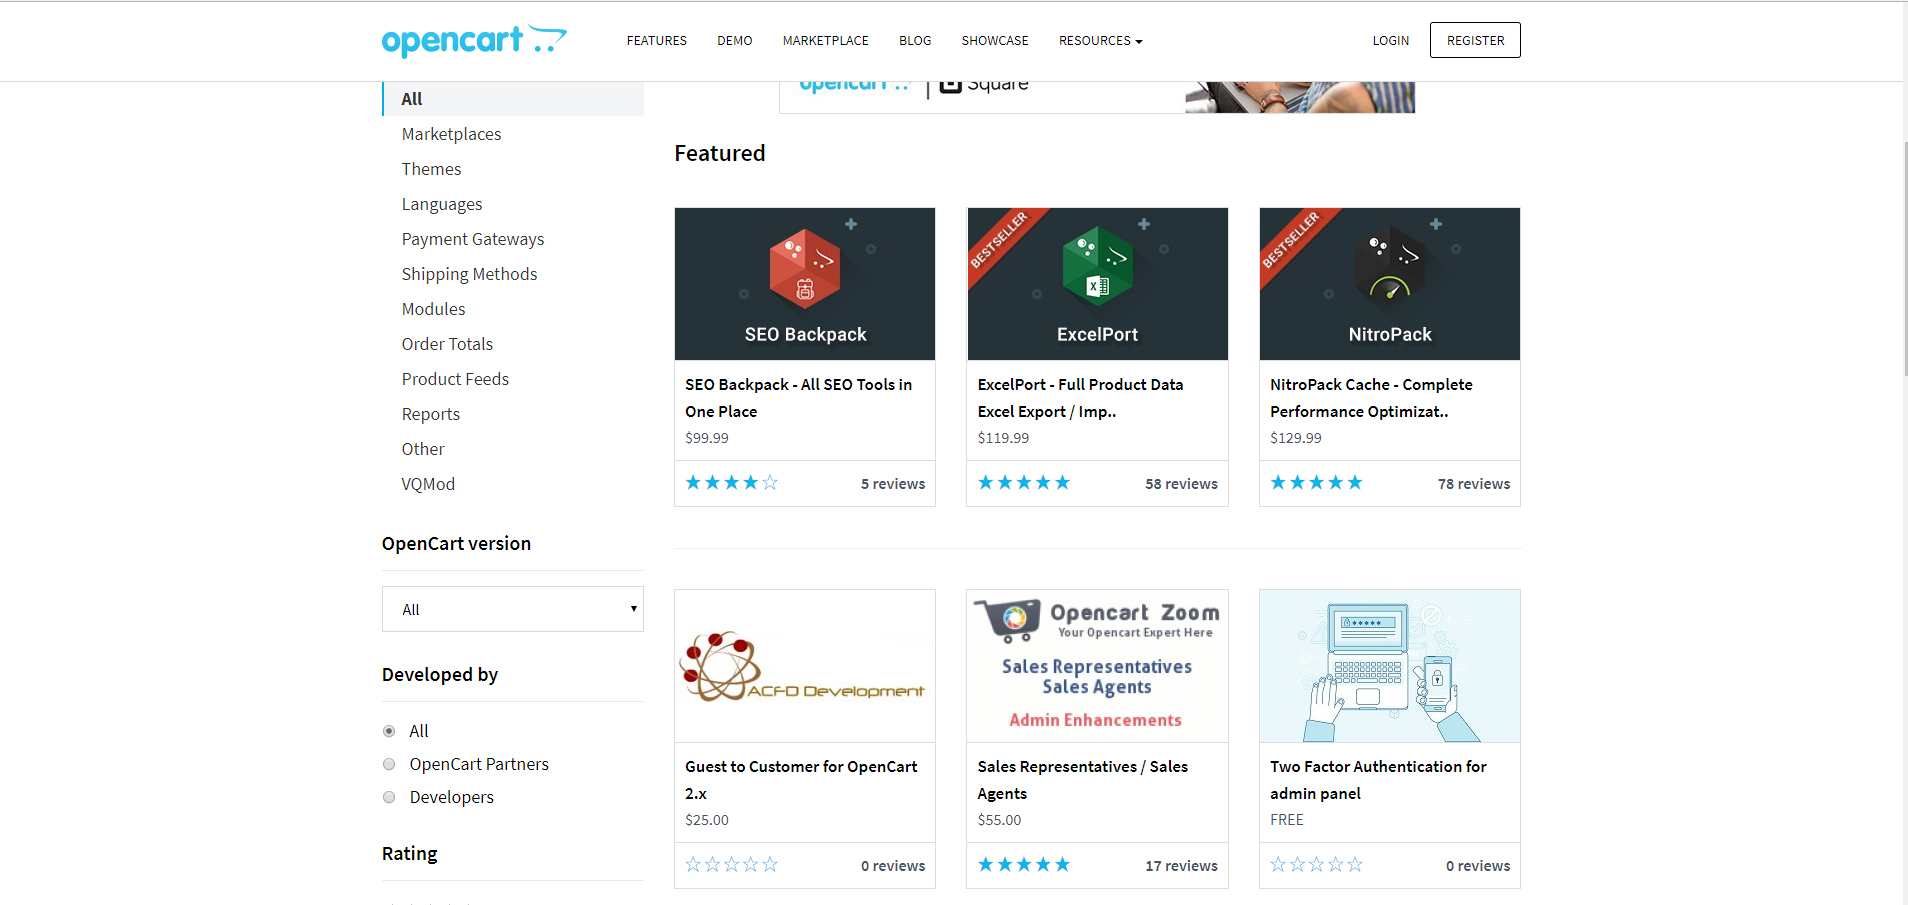 opencart
FEATURES
DEMO
MARKETPLACE
BLOG
SHOWCASE
RESOURCES
LOGIN
REGISTER
All
Marketplaces
Themes
Languages
Payment Gateways
Shipping Methods
Modules
Order Totals
Product Feeds
Reports
Other
VQMod
OpenCart version
All
Developed by
All
OpenCart Partners
Developers
Rating
opencart
Square
Featured
SEO Backpack
SEO Backpack - All SEO Tools in
One Place
$99.99
5 reviews
BESTSELLER
ExcelPort
ExcelPort - Full Product Data
Excel Export / Imp..
$119.99
58 reviews
BESTSELLER
NitroPack
NitroPack Cache - Complete
Performance Optimizat..
$129.99
78 reviews
ACFD Development
Guest to Customer for OpenCart
2.x
$25.00
0 reviews
Opencart Zoom
Your Opencart Expert Here
Sales Representatives
Sales Agents
Admin Enhancements
Sales Representatives / Sales
Agents
$55.00
17 reviews
Two Factor Authentication for
admin panel
FREE
0 reviews